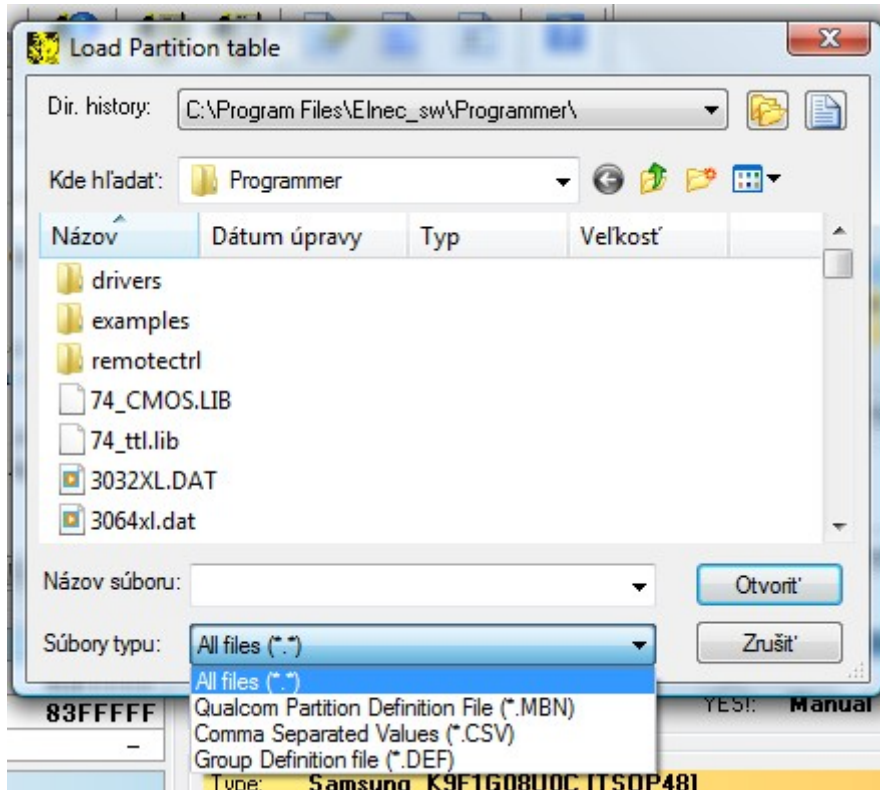 Load Partition table
Dir. history: C:\Program Files\Elnec_sw\Programmer\
Kde hľadať: Programmer
Názov Dátum úpravy Typ Veľkosť
drivers
examples
remotectrl
74_CMOS.LIB
74_ttl.lib
3032XL.DAT
3064xl.dat
Názov súboru: Otvoriť
Súbory typu: All files (*.*) Zrušiť
All files (*.*)
Qualcom Partition Definition File (*.MBN)
Comma Separated Values (*.CSV)
Group Definition file (*.DEF)
83FFFFF YES!: Manual
–
Type: Samsung K9F1G08U0C [TSOP48]